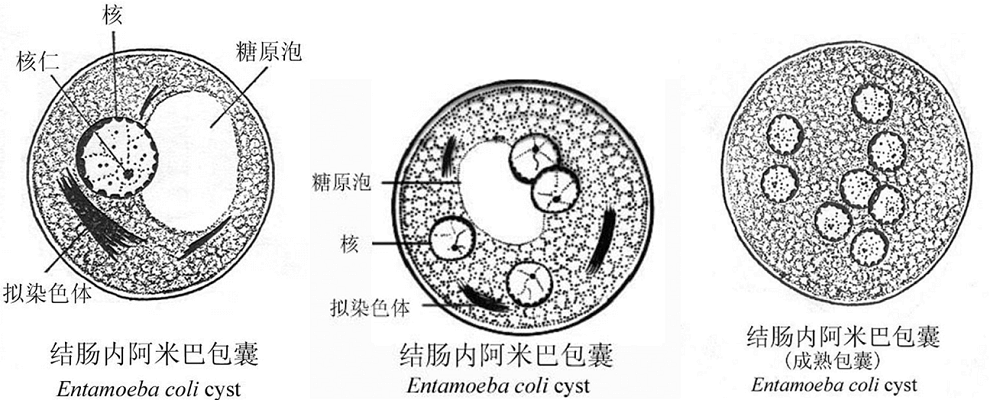 核
核仁
糖原泡
拟染色体
结肠内阿米巴包囊
Entamoeba coli cyst
糖原泡
核
拟染色体
结肠内阿米巴包囊
Entamoeba coli cyst
结肠内阿米巴包囊
(成熟包囊)
Entamoeba coli cyst